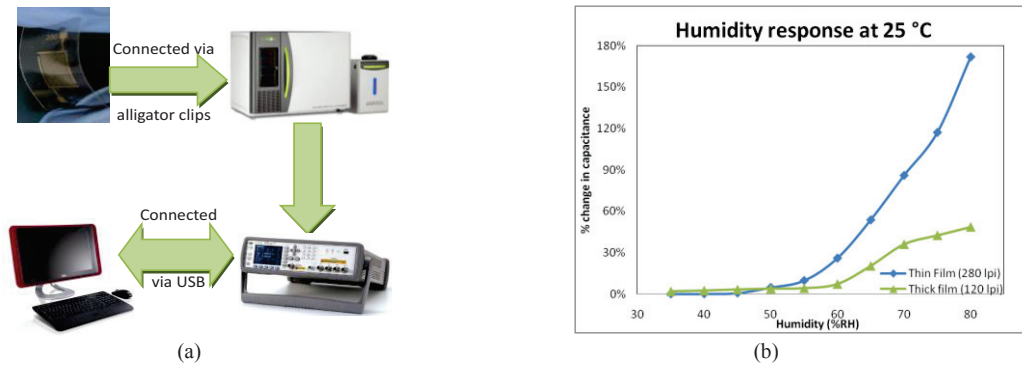 Connected via
alligator clips
Connected
via USB
(a)
Humidity response at 25 °C
% change in capacitance
180%
150%
120%
90%
60%
30%
0%
30
40
50
60
70
80
Humidity (%RH)
Thin Film (280 lpi)
Thick film (120 lpi)
(b)